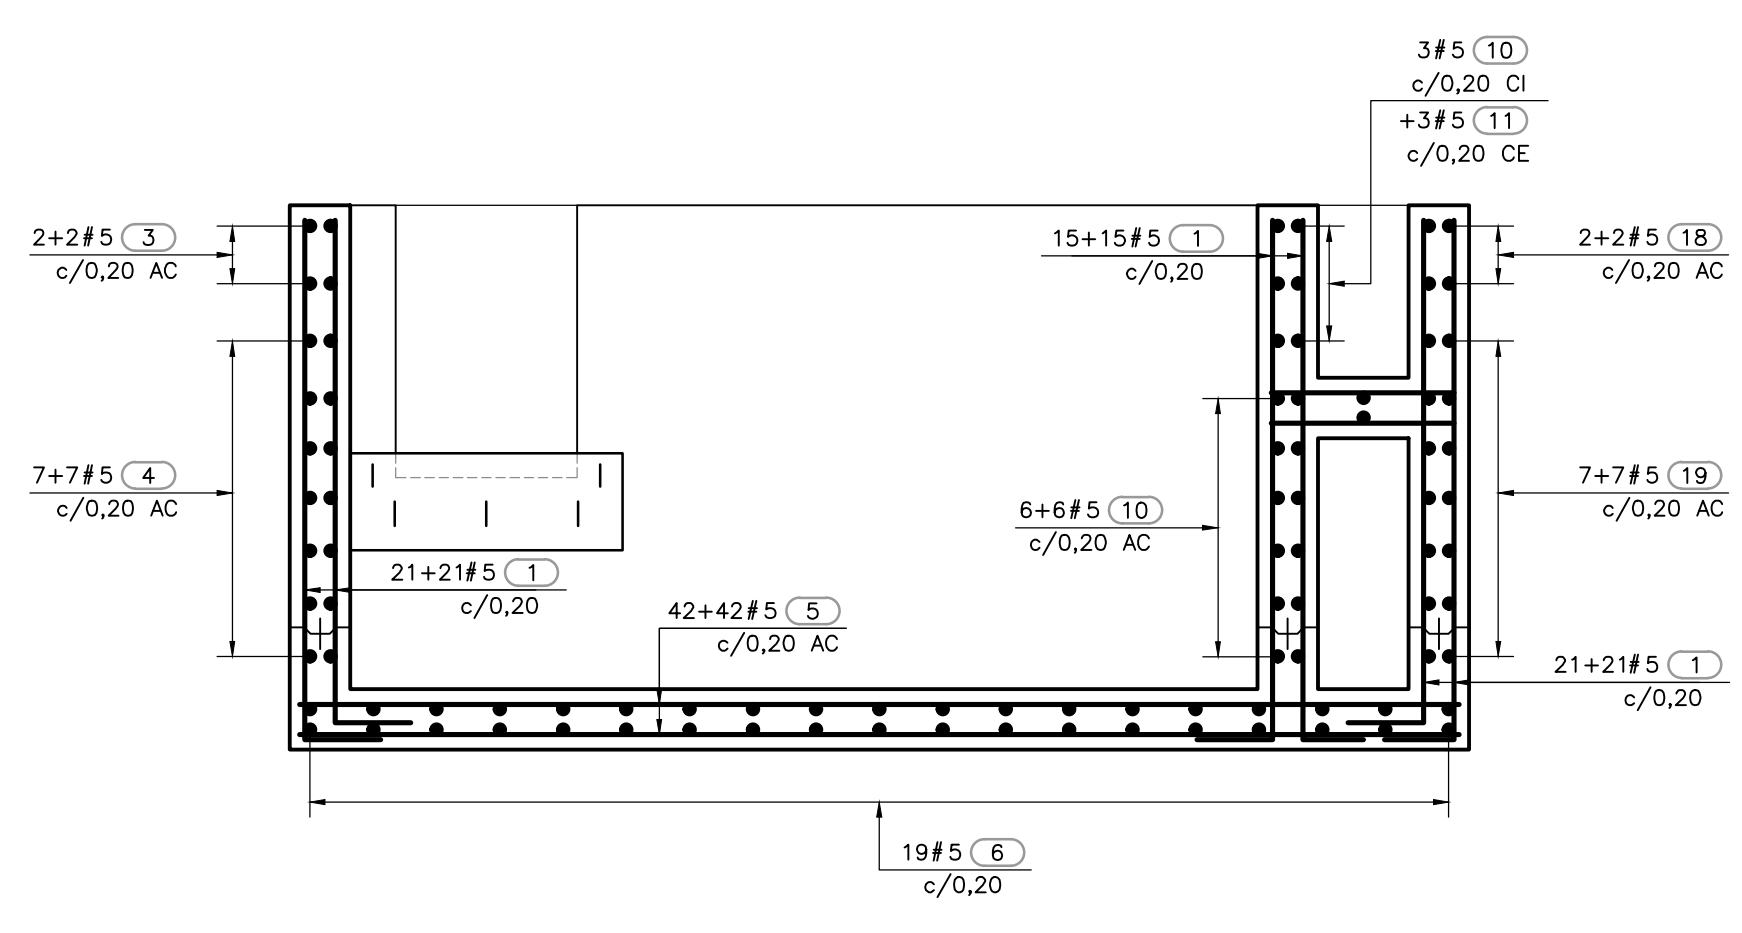 3#5 10
c/0,20 CI
+3#5 11
c/0,20 CE
2+2#5 3
c/0,20 AC
15+15#5 1
c/0,20
2+2#5 18
c/0,20 AC
7+7#5 4
c/0,20 AC
6+6#5 10
c/0,20 AC
7+7#5 19
c/0,20 AC
21+21#5 1
c/0,20
42+42#5 5
c/0,20 AC
21+21#5 1
c/0,20
19#5 6
c/0,20